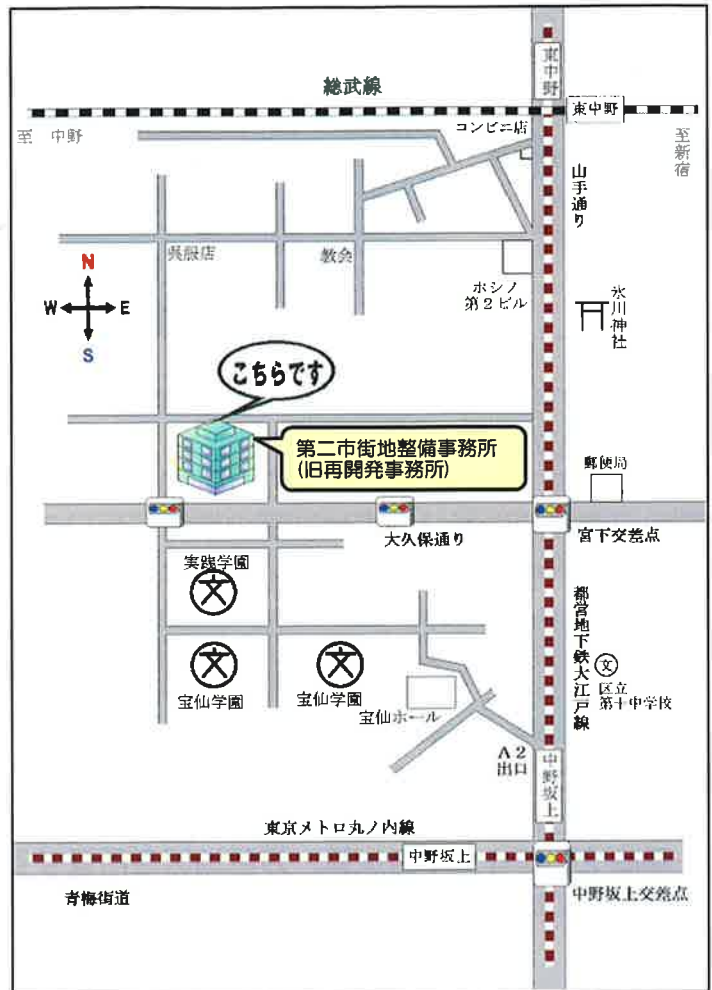 東中野
総武線
東中野
コンビニ店
至 中野
至新宿
山手通り
呉服店
教会
N
W
E
S
ホシノ
第2ビル
氷川神社
こちらです
第二市街地整備事務所
(旧再開発事務所)
郵便局
大久保通り
宮下交差点
実践学園
文
都営地下鉄大江戸線
文
宝仙学園
文
宝仙学園
宝仙ホール
文
区立
第十中学校
A2
出口
中野坂上
東京メトロ丸ノ内線
中野坂上
青梅街道
中野坂上交差点